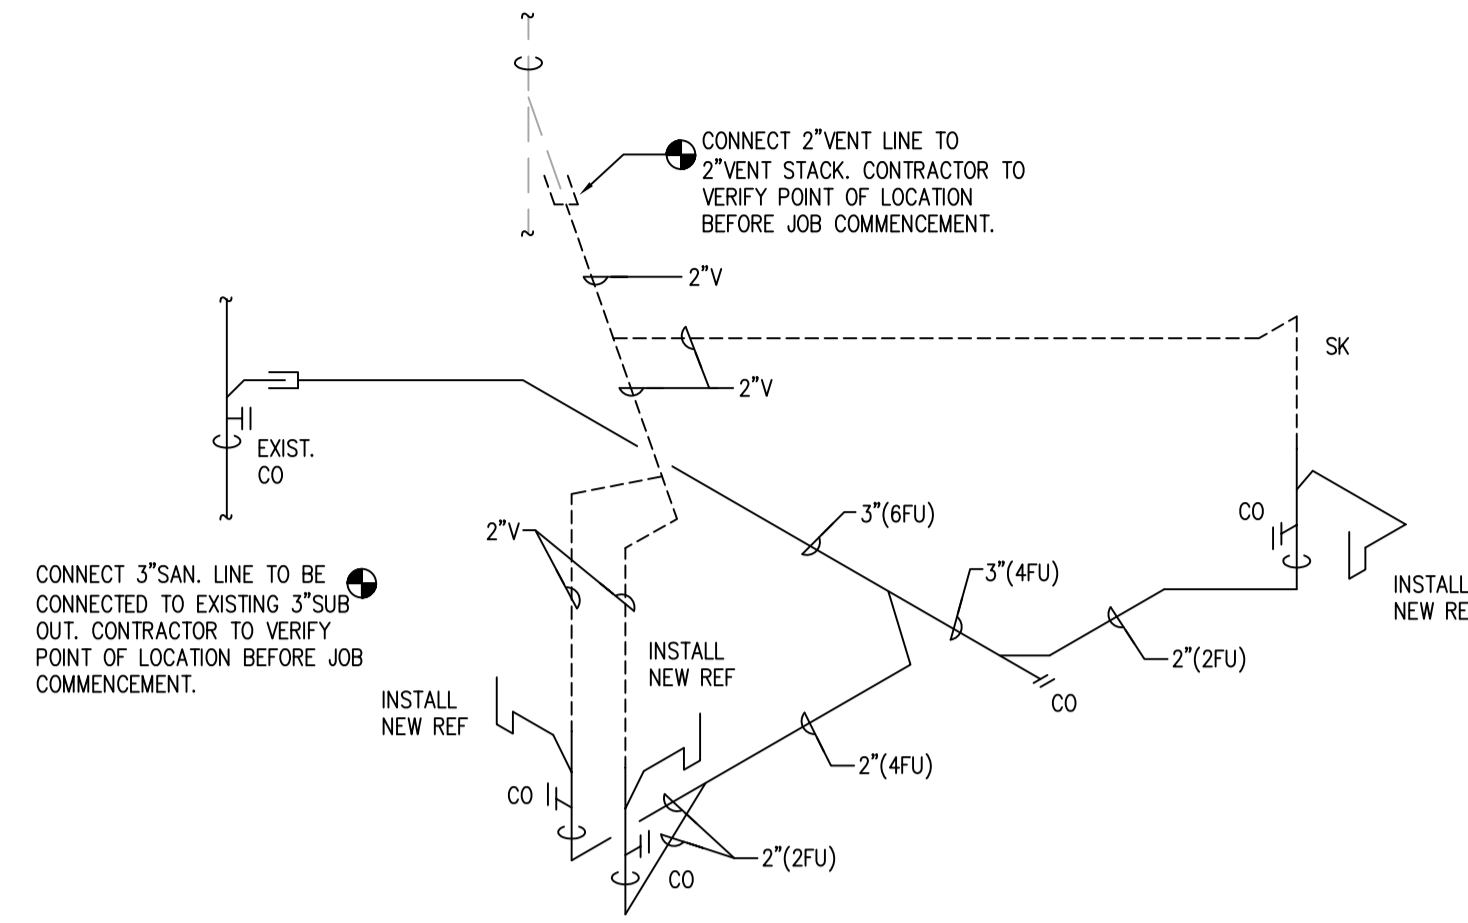 CONNECT 2"VENT LINE TO
2"VENT STACK. CONTRACTOR TO
VERIFY POINT OF LOCATION
BEFORE JOB COMMENCEMENT.
2"V
2"V
SK
EXIST.
CO
3"(6FU)
CO
2"V
CONNECT 3"SAN. LINE TO BE
CONNECTED TO EXISTING 3"SUB
OUT. CONTRACTOR TO VERIFY
POINT OF LOCATION BEFORE JOB
COMMENCEMENT.
3"(4FU)
INSTALL
NEW RE
2"(2FU)
INSTALL
NEW REF
INSTALL
NEW REF
CO
2"(4FU)
CO
2"(2FU)
CO